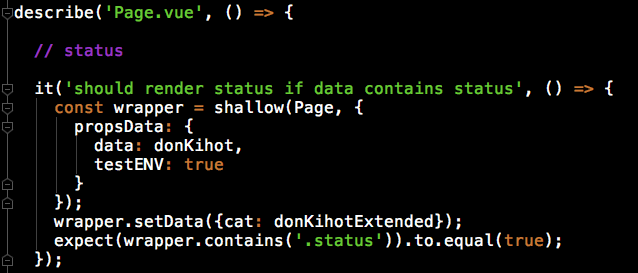 describe('Page.vue', () => {
// status
it('should render status if data contains status', () => {
const wrapper = shallow(Page, {
propsData: {
data: donKihot,
testENV: true
}
});
wrapper.setData({cat: donKihotExtended});
expect(wrapper.contains('.status')).to.equal(true);
});